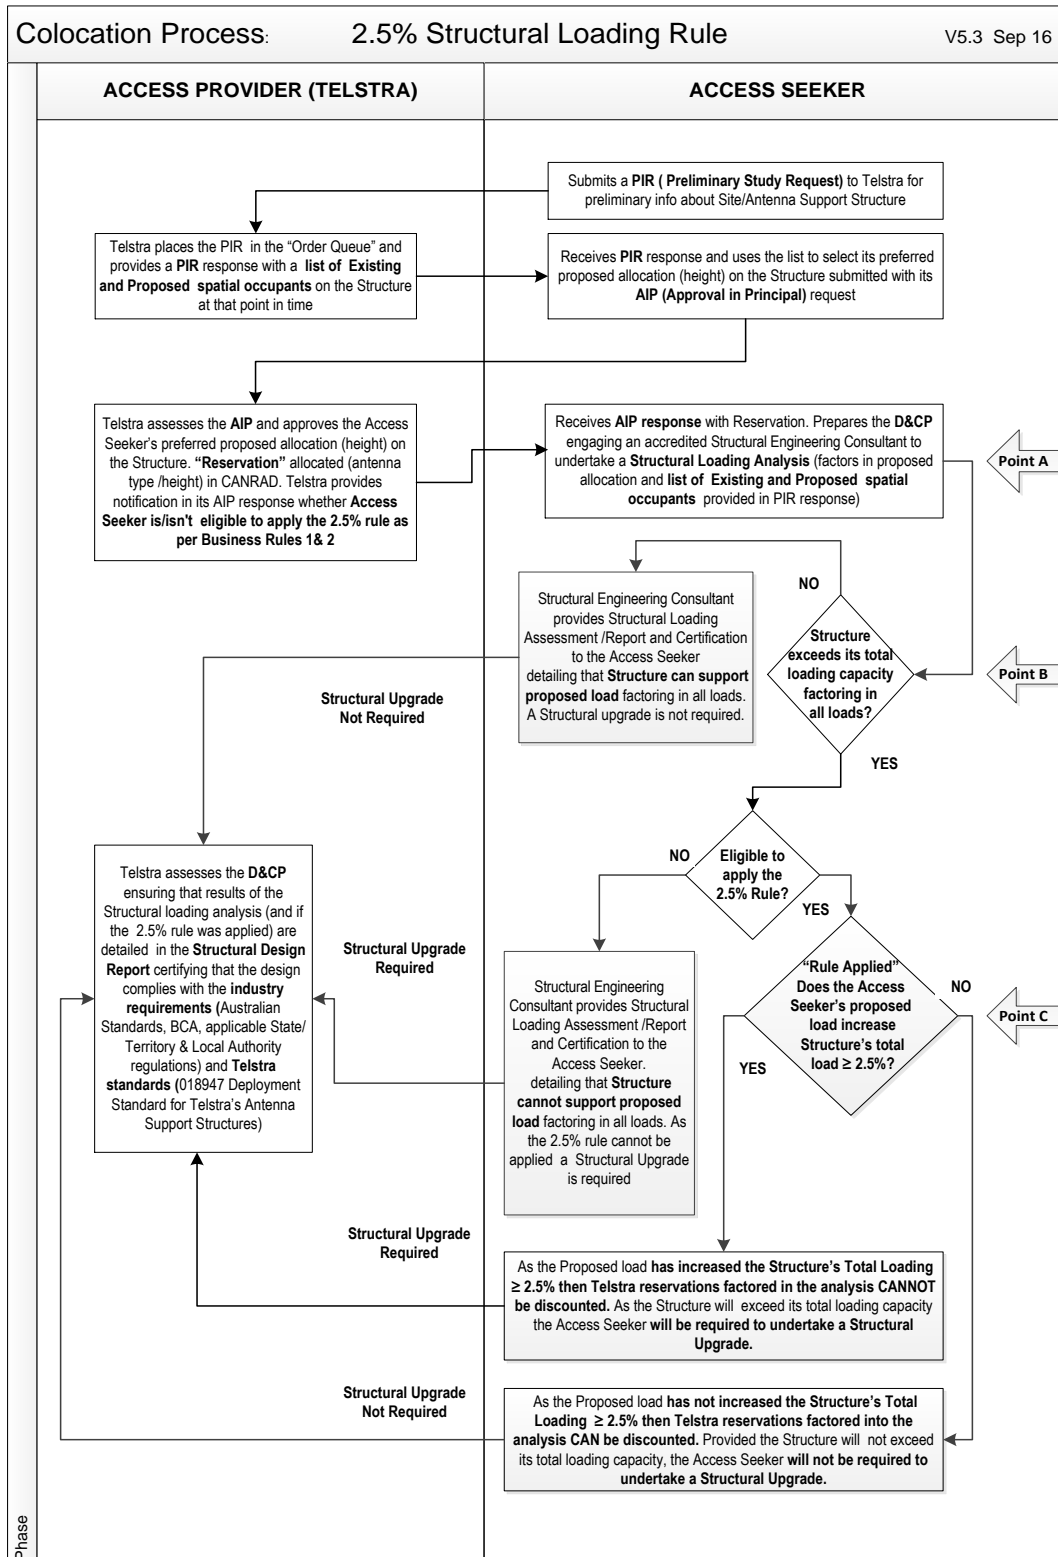 Colocation Process: 2.5% Structural Loading Rule V5.3 Sep 16
ACCESS PROVIDER (TELSTRA)
ACCESS SEEKER
Submits a PIR ( Preliminary Study Request) to Telstra for
preliminary info about Site/Antenna Support Structure
Telstra places the PIR in the “Order Queue” and
provides a PIR response with a list of Existing
and Proposed spatial occupants on the Structure
at that point in time
Receives PIR response and uses the list to select its preferred
proposed allocation (height) on the Structure submitted with its
AIP (Approval in Principal) request
Telstra assesses the AIP and approves the Access
Seeker’s preferred proposed allocation (height) on
the Structure. “Reservation” allocated (antenna
type /height) in CANRAD. Telstra provides
notification in its AIP response whether Access
Seeker is/isn't eligible to apply the 2.5% rule as
per Business Rules 1& 2
Receives AIP response with Reservation. Prepares the D&CP
engaging an accredited Structural Engineering Consultant to
undertake a Structural Loading Analysis (factors in proposed
allocation and list of Existing and Proposed spatial
occupants provided in PIR response)
Point A
NO
Structural Engineering Consultant
provides Structural Loading
Assessment /Report and Certification
to the Access Seeker
detailing that Structure can support
proposed load factoring in all loads.
A Structural upgrade is not required.
Structure
exceeds its total
loading capacity
factoring in
all loads?
Point B
Structural Upgrade
Not Required
YES
Eligible to
apply the
2.5% Rule?
NO
YES
Telstra assesses the D&CP
ensuring that results of the
Structural loading analysis (and if
the 2.5% rule was applied) are
detailed in the Structural Design
Report certifying that the design
complies with the industry
requirements (Australian
Standards, BCA, applicable State/
Territory & Local Authority
regulations) and Telstra
standards (018947 Deployment
Standard for Telstra’s Antenna
Support Structures)
Structural Upgrade
Required
Structural Engineering
Consultant provides Structural
Loading Assessment /Report
and Certification to the
Access Seeker.
detailing that Structure
cannot support proposed
load factoring in all loads. As
the 2.5% rule cannot be
applied a Structural Upgrade
is required
“Rule Applied”
Does the Access
Seeker’s proposed
load increase
Structure’s total
load ≥ 2.5%?
NO
YES
Point C
Structural Upgrade
Required
As the Proposed load has increased the Structure’s Total Loading
≥ 2.5% then Telstra reservations factored in the analysis CANNOT
be discounted. As the Structure will exceed its total loading capacity
the Access Seeker will be required to undertake a Structural
Upgrade.
Structural Upgrade
Not Required
As the Proposed load has not increased the Structure’s Total
Loading ≥ 2.5% then Telstra reservations factored into the
analysis CAN be discounted. Provided the Structure will not exceed
its total loading capacity, the Access Seeker will not be required to
undertake a Structural Upgrade.
Phase